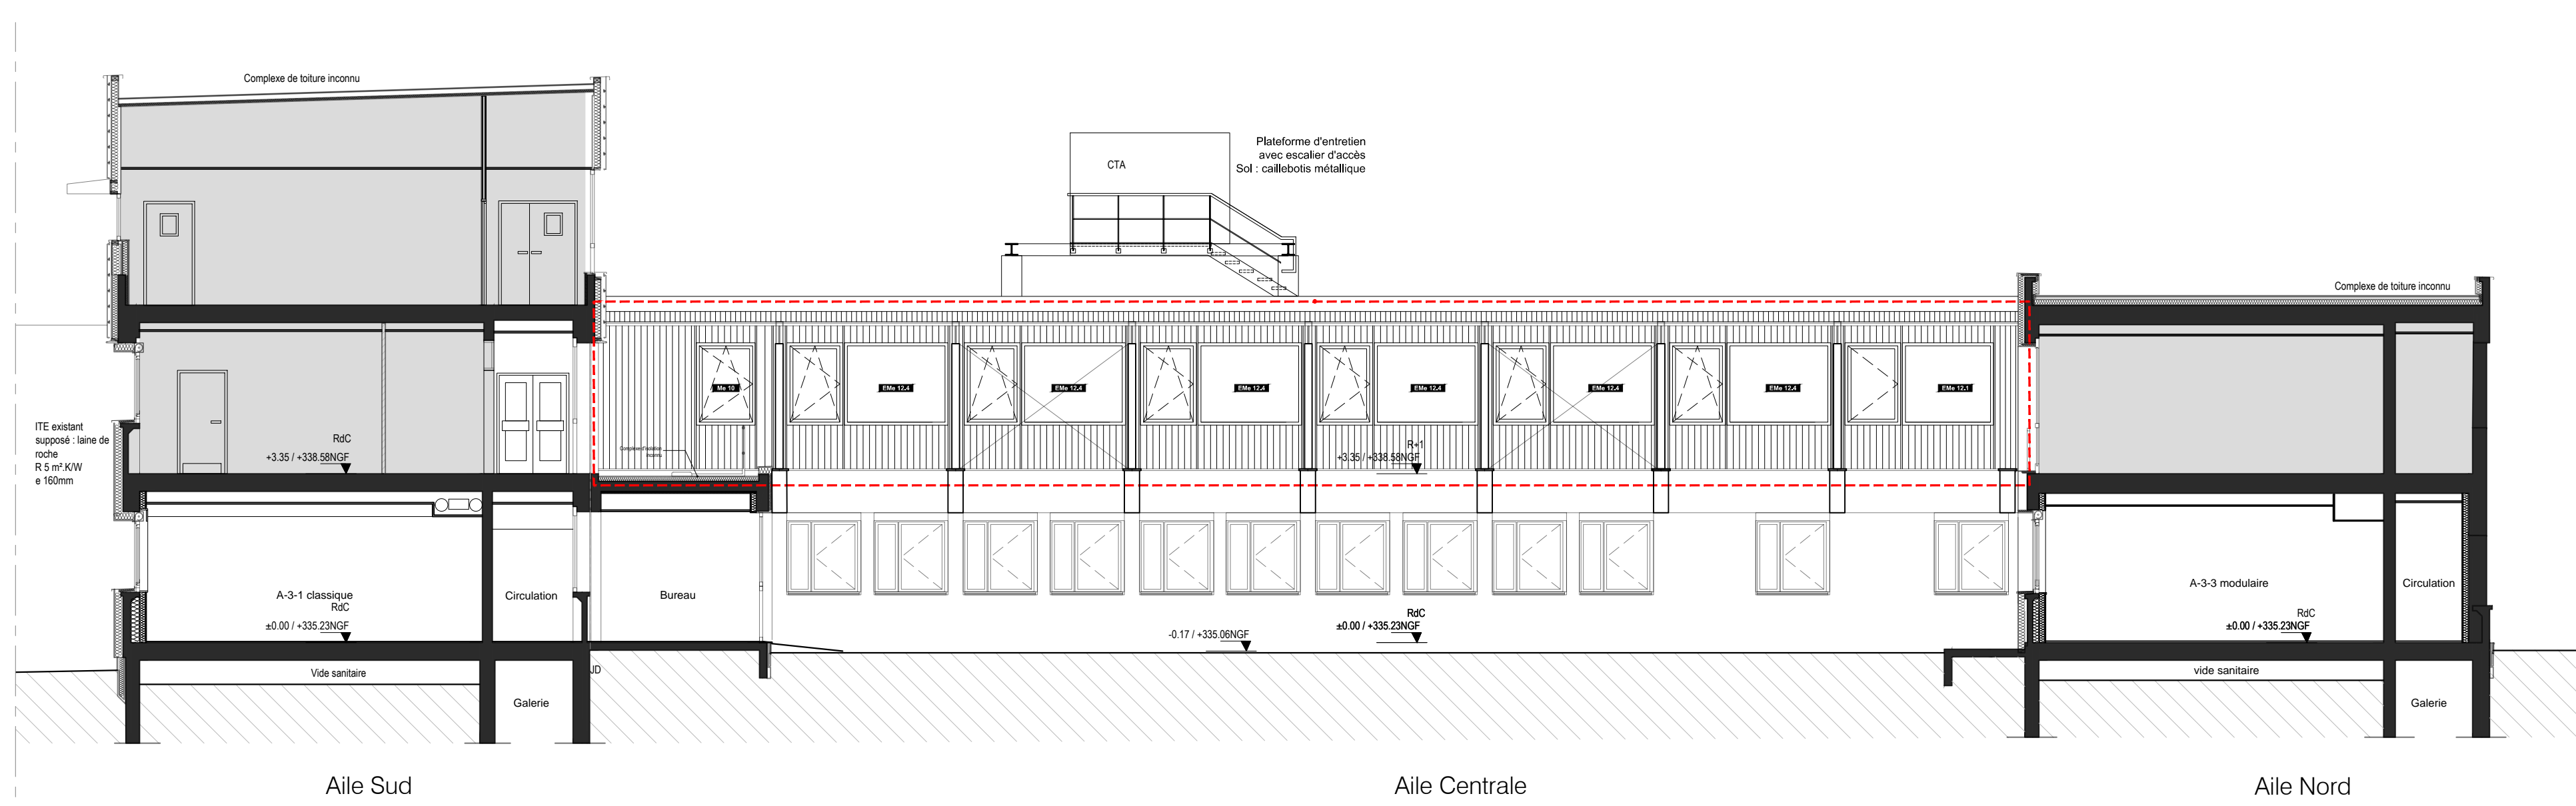 Complexe de toiture inconnu
CTA
Plateforme d'entretien
avec escalier d'accès
Sol : caillebotis métallique
Complexe de toiture inconnu
Me 10
EMe 12.4
EMe 12.4
EMe 12.4
EMe 12.4
EMe 12.4
EMe 12.4
EMe 12.1
ITE existant
supposé : laine de
roche
R 5 m².K/W
e 160mm
RdC
+3.35 / +338.58NGF
Complexe d'isolation
inconnu
R+1
+3.35 / +338.58NGF
A-3-1 classique
RdC
±0.00 / +335.23NGF
Circulation
Bureau
-0.17 / +335.06NGF
RdC
±0.00 / +335.23NGF
A-3-3 modulaire
RdC
±0.00 / +335.23NGF
Circulation
Vide sanitaire
JD
Galerie
vide sanitaire
Galerie
Aile Sud
Aile Centrale
Aile Nord